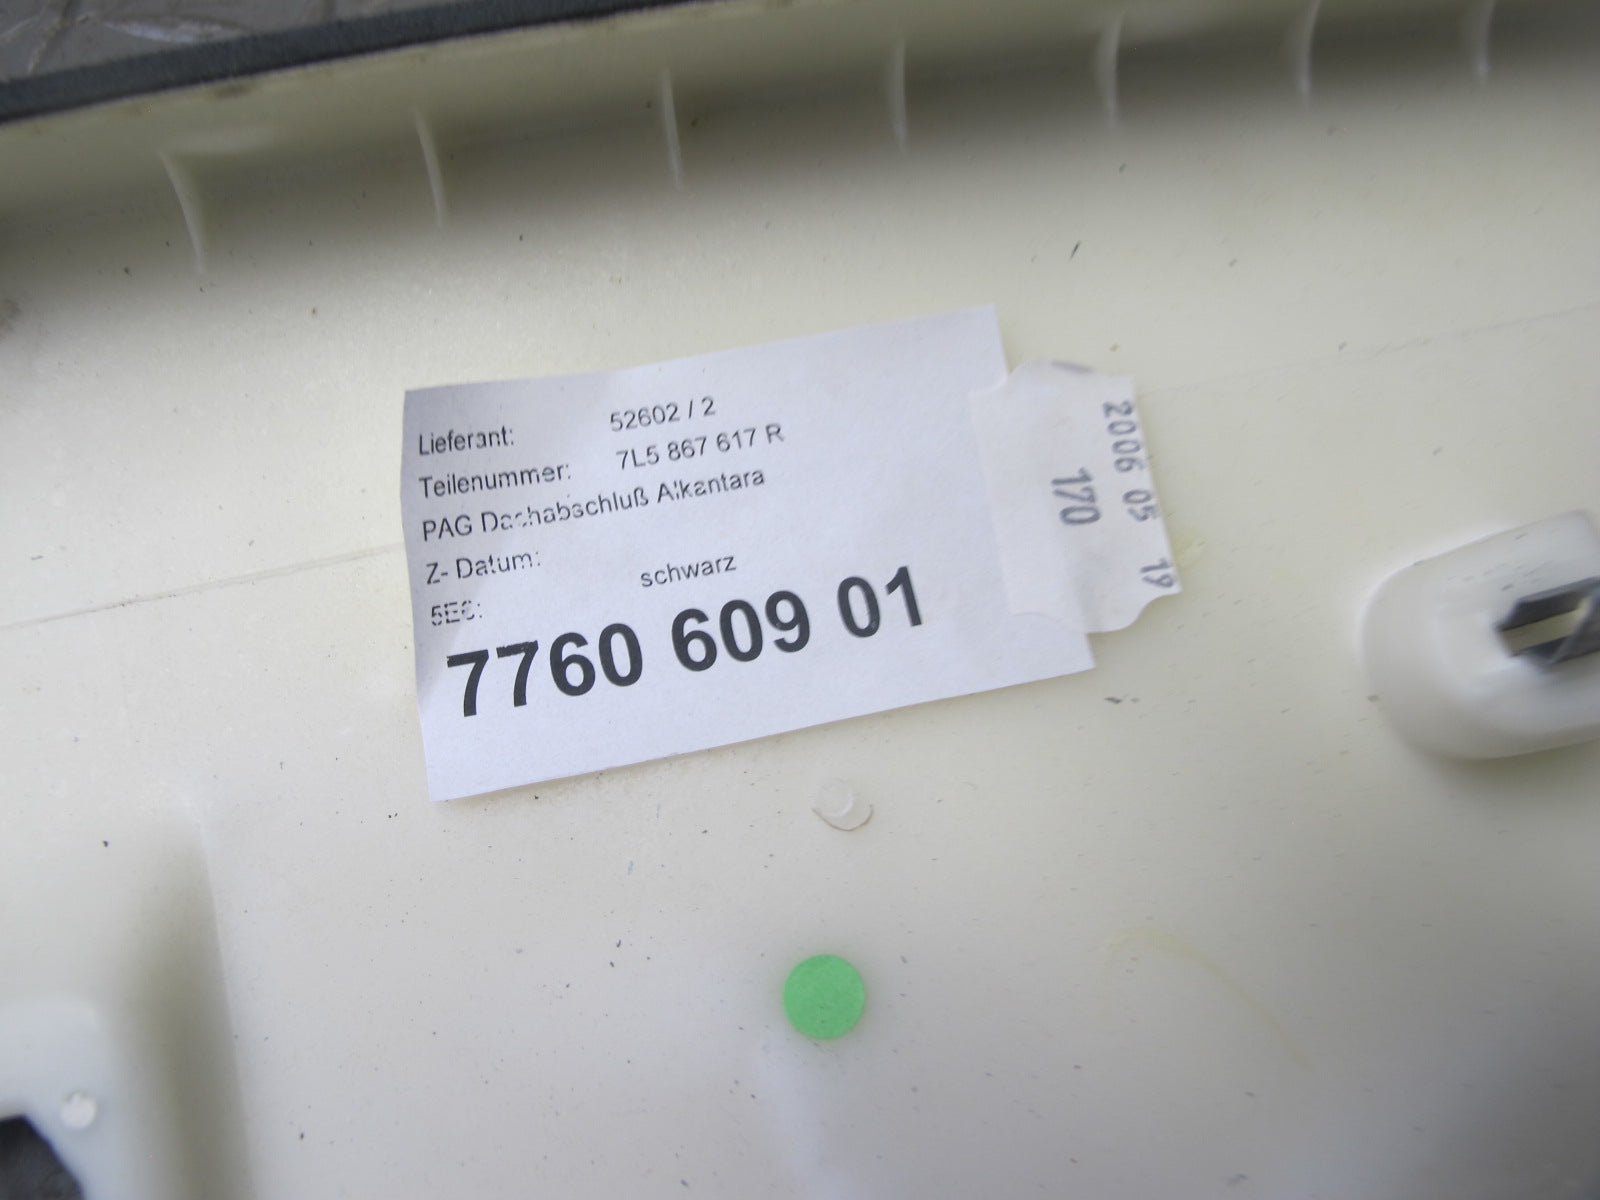 Lieferant: 52602 / 2
Teilenummer: 7L5 867 617 R
PAG Dachabschluß Alkantara
Z- Datum:
schwarz
7760 609 01
2006 05 19
170